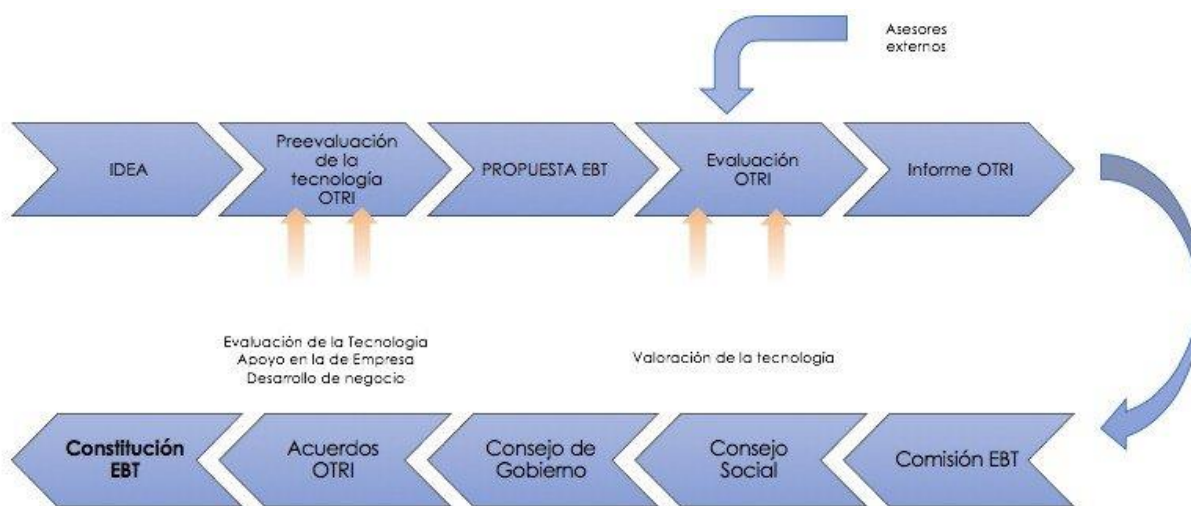 Asesores
externos
IDEA
Preevaluación
de la
tecnología
OTRI
PROPUESTA EBT
Evaluación
OTRI
Informe OTRI
Evaluación de la Tecnología
Apoyo en la de Empresa
Desarrollo de negocio
Valoración de la tecnología
Constitución
EBT
Acuerdos
OTRI
Consejo de
Gobierno
Consejo
Social
Comisión EBT